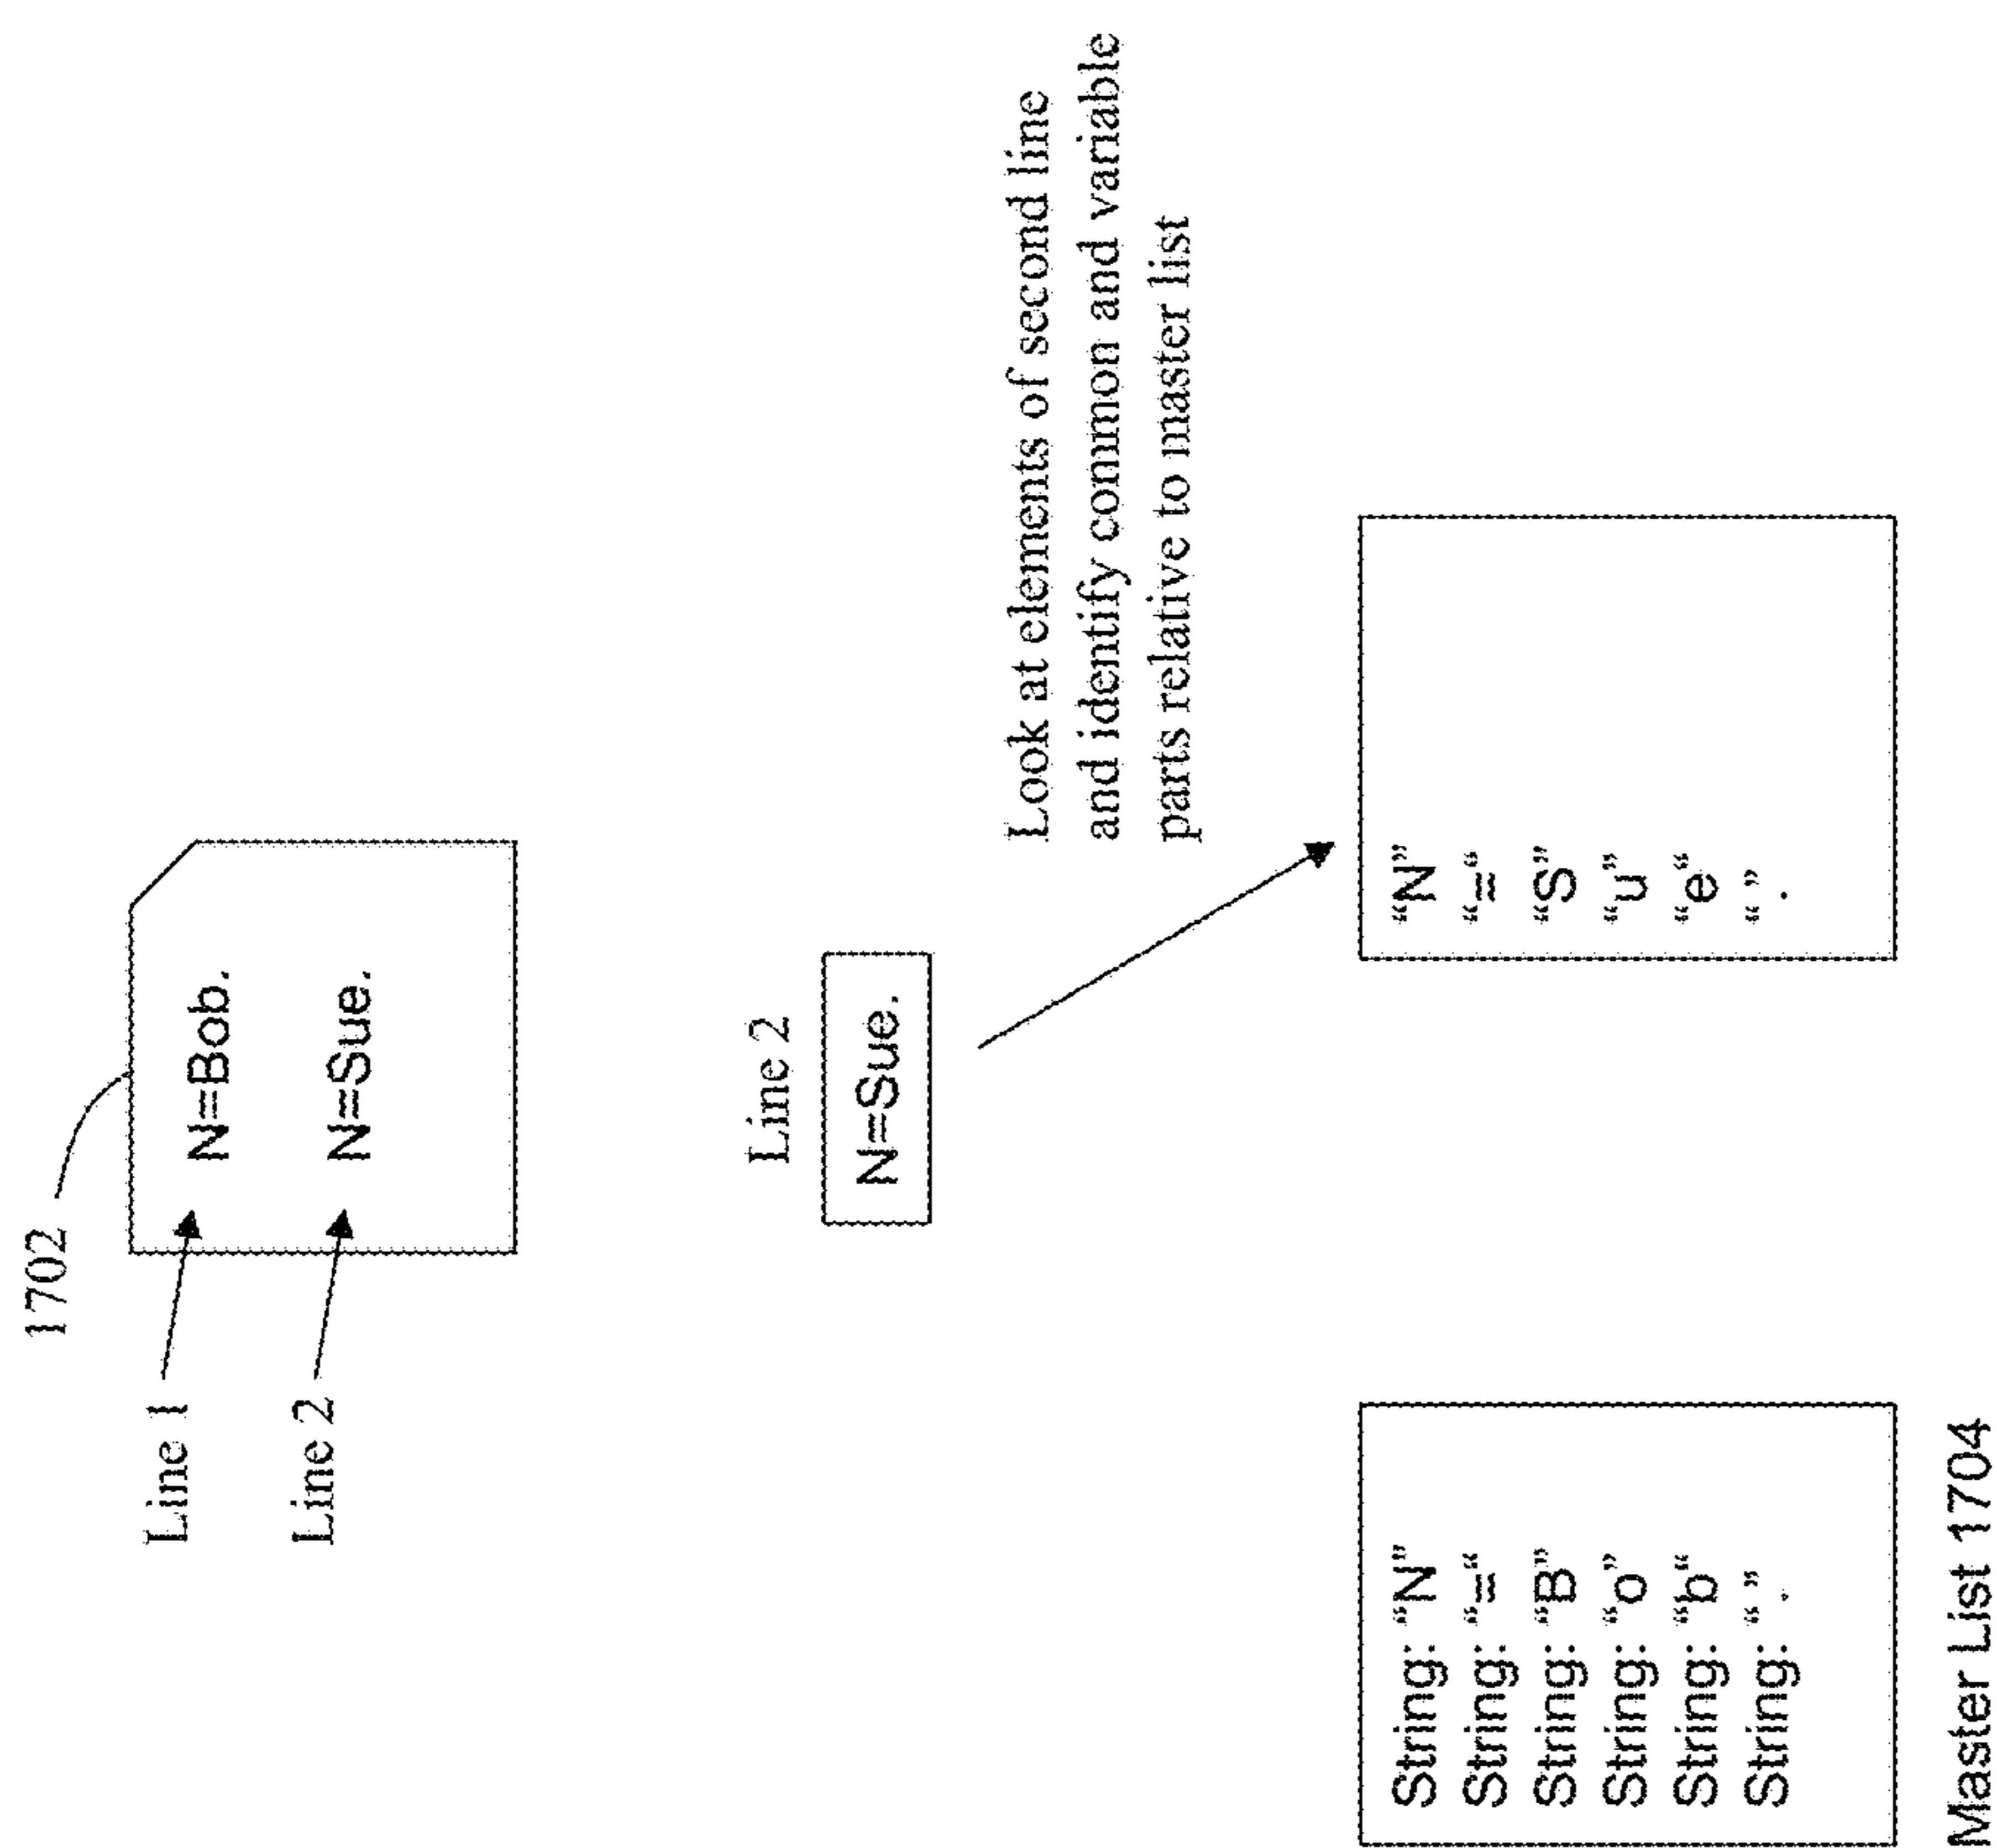 1702
Line 1
N=Bob.
Line 2
N=Sue.
Line 2
N=Sue.
Look at elements of second line
and identify common and variable
parts relative to master list
String: “N”
String: “=“
String: “B”
String: “o”
String: “b“
String: “.”
“N”
“=“
“S”
“u”
“e“
“.”
Master List 1704